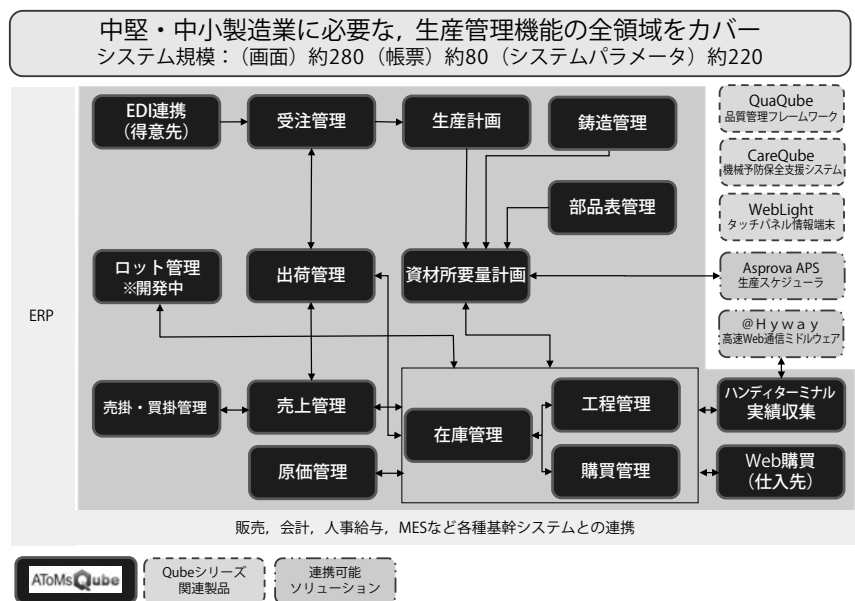 中堅・中小製造業に必要な，生産管理機能の全領域をカバー
システム規模：（画面）約280（帳票）約80（システムパラメータ）約220
ERP
EDI連携
（得意先）
受注管理
生産計画
鋳造管理
部品表管理
ロット管理
※開発中
出荷管理
資材所要量計画
売掛・買掛管理
売上管理
原価管理
在庫管理
工程管理
購買管理
ハンディターミナル
実績収集
Web購買
（仕入先）
QuaQube
品質管理フレームワーク
CareQube
機械予防保全支援システム
WebLight
タッチパネル情報端末
Asprova APS
生産スケジューラ
＠Ｈｙｗａｙ
高速Web通信ミドルウェア
販売，会計，人事給与，MESなど各種基幹システムとの連携
AToMsQube
Qubeシリーズ
関連製品
連携可能
ソリューション